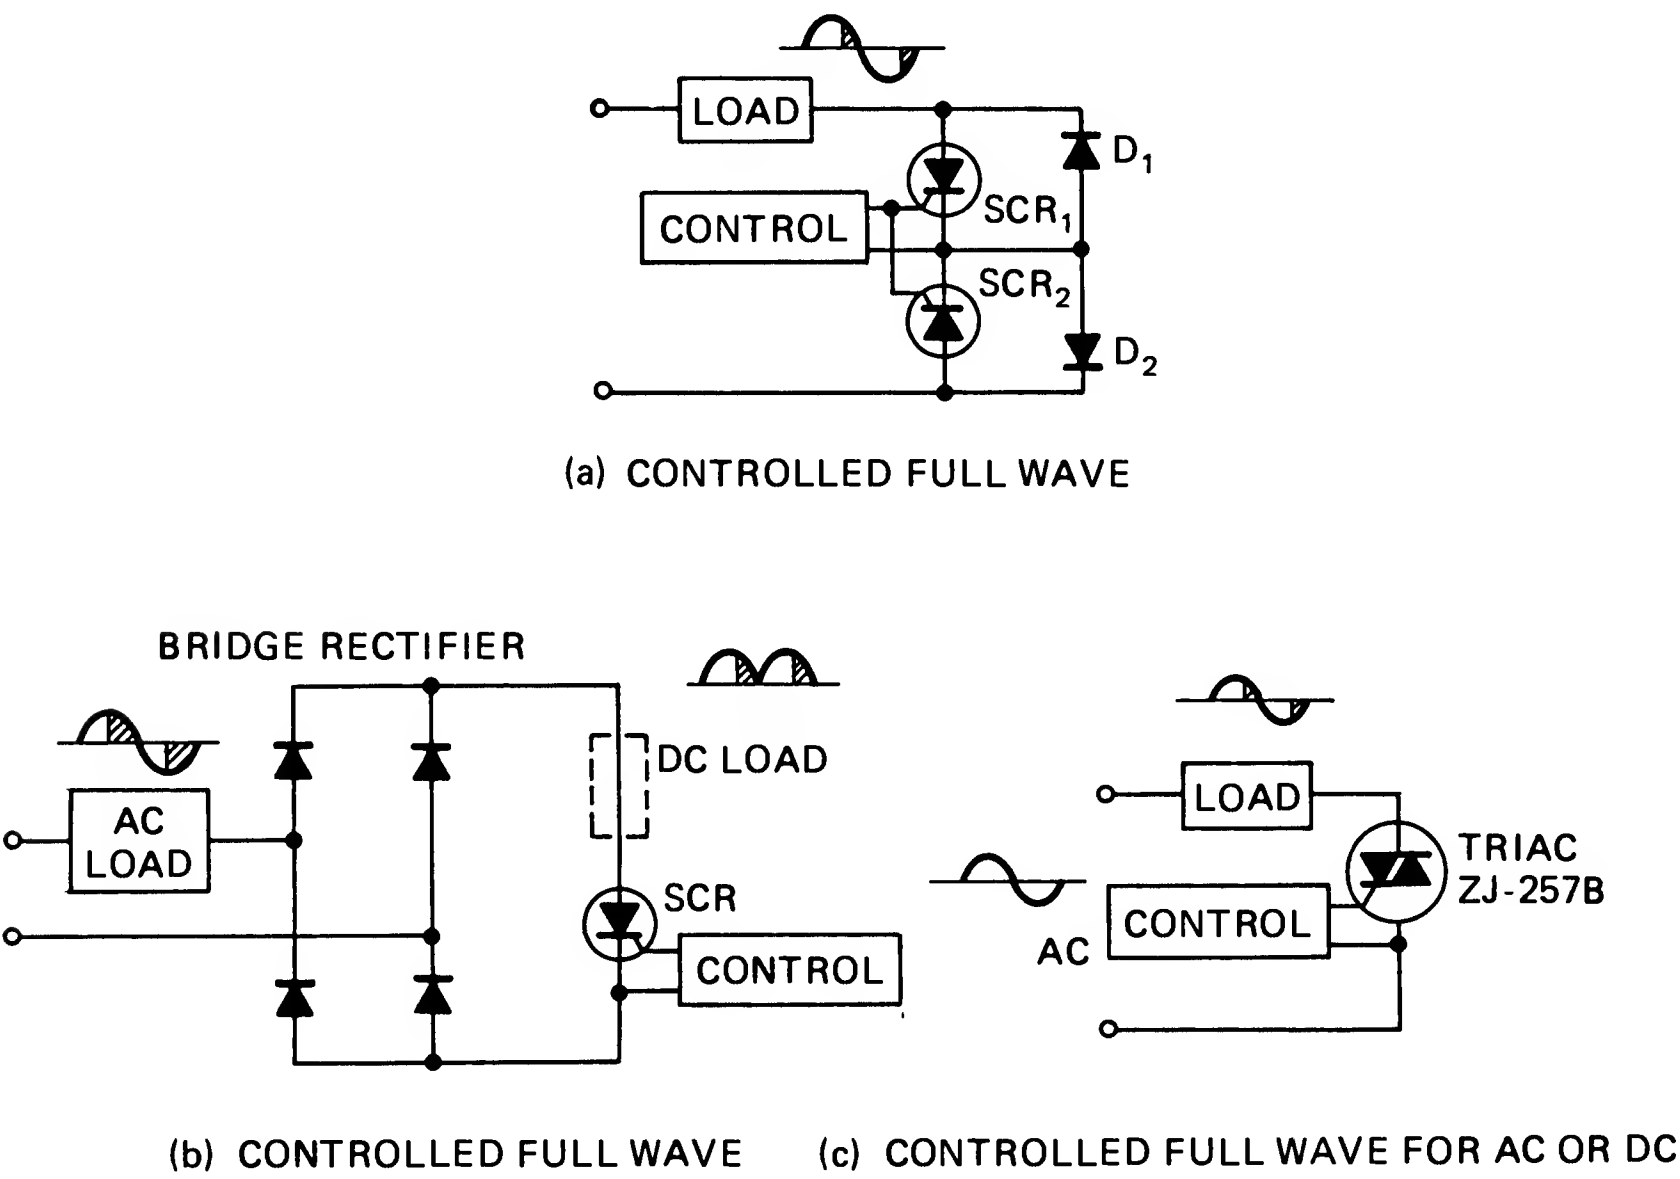 LOAD
D1
CONTROL
SCR1
SCR2
D2
(a) CONTROLLED FULL WAVE
BRIDGE RECTIFIER
DC LOAD
AC
LOAD
SCR
CONTROL
(b) CONTROLLED FULL WAVE
LOAD
TRIAC
ZJ-257B
CONTROL
AC
(c) CONTROLLED FULL WAVE FOR AC OR DC